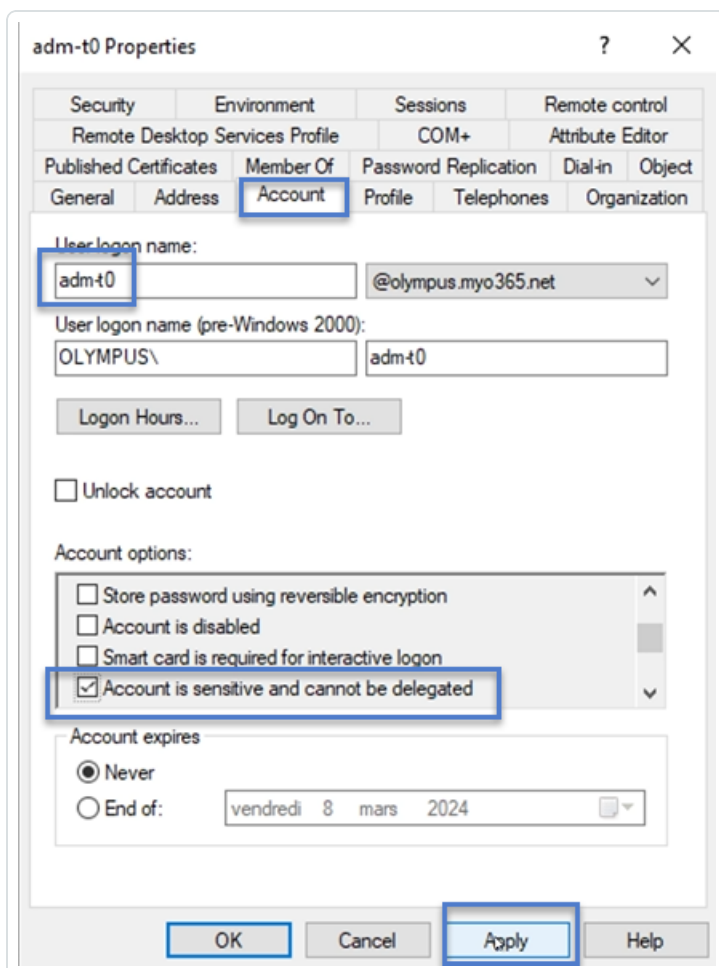 adm-t0 Properties ? ×
Security Environment Sessions Remote control
Remote Desktop Services Profile COM+ Attribute Editor
Published Certificates Member Of Password Replication Dial-in Object
General Address Account Profile Telephones Organization
User logon name:
adm-t0 @olympus.myo365.net
User logon name (pre-Windows 2000):
OLYMPUS\ adm-t0
Logon Hours... Log On To...
Unlock account
Account options:
Store password using reversible encryption
Account is disabled
Smart card is required for interactive logon
Account is sensitive and cannot be delegated
Account expires
Never
End of: vendredi 8 mars 2024
OK Cancel Apply Help